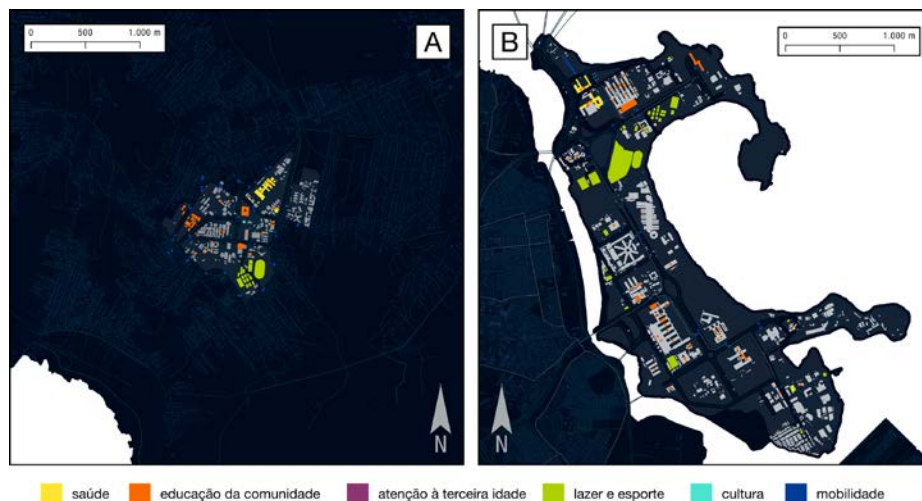 0 500 1.000 m
A
B
0 500 1.000 m
N
N
saúde educação da comunidade atenção à terceira idade lazer e esporte cultura mobilidade